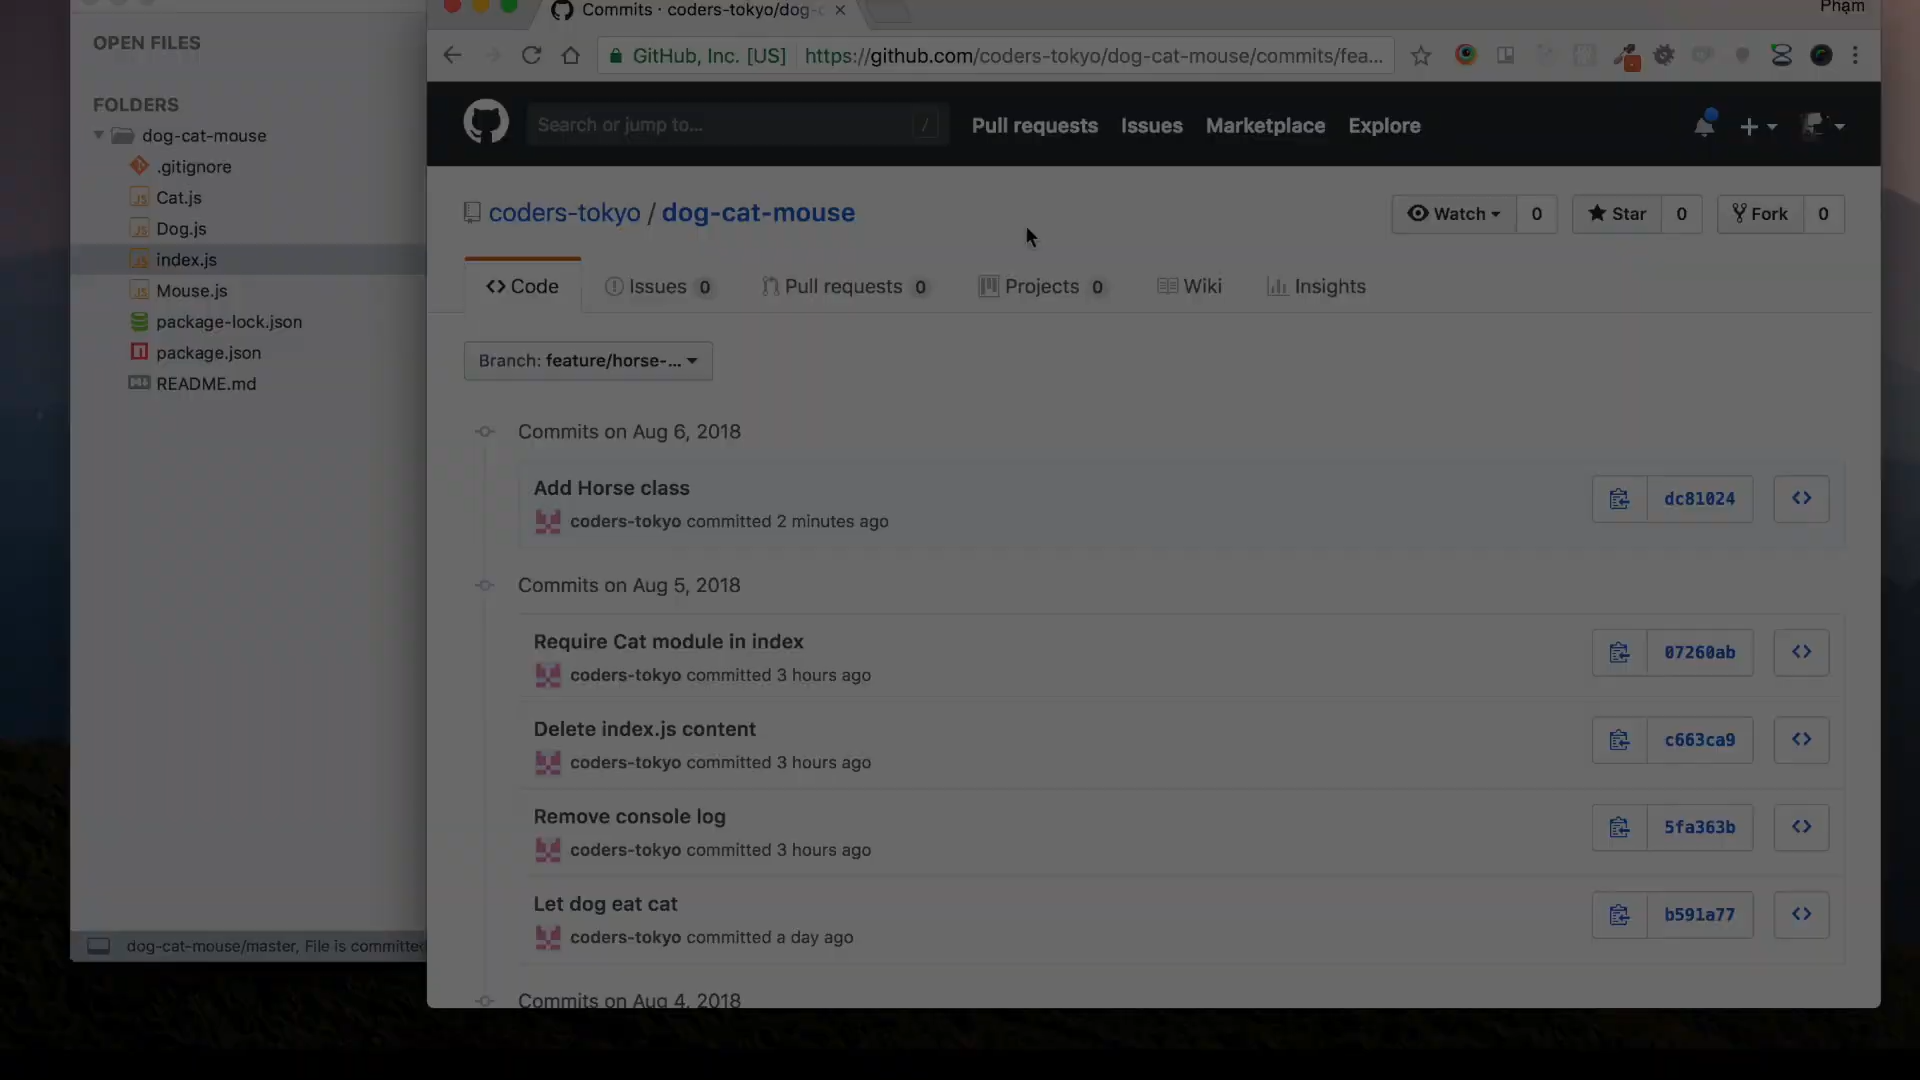 OPEN FILES
FOLDERS
dog-cat-mouse
.gitignore
Cat.js
Dog.js
index.js
Mouse.js
package-lock.json
package.json
README.md
dog-cat-mouse/master, File is committed
Commits · coders-tokyo/dog-c
Phạm
GitHub, Inc. [US]
https://github.com/coders-tokyo/dog-cat-mouse/commits/fea...
Search or jump to...
/
Pull requests
Issues
Marketplace
Explore
coders-tokyo / dog-cat-mouse
Watch 0
Star 0
Fork 0
Code
Issues 0
Pull requests 0
Projects 0
Wiki
Insights
Branch: feature/horse-...
Commits on Aug 6, 2018
Add Horse class
coders-tokyo committed 2 minutes ago
dc81024
Commits on Aug 5, 2018
Require Cat module in index
coders-tokyo committed 3 hours ago
07260ab
Delete index.js content
coders-tokyo committed 3 hours ago
c663ca9
Remove console log
coders-tokyo committed 3 hours ago
5fa363b
Let dog eat cat
coders-tokyo committed a day ago
b591a77
Commits on Aug 4, 2018